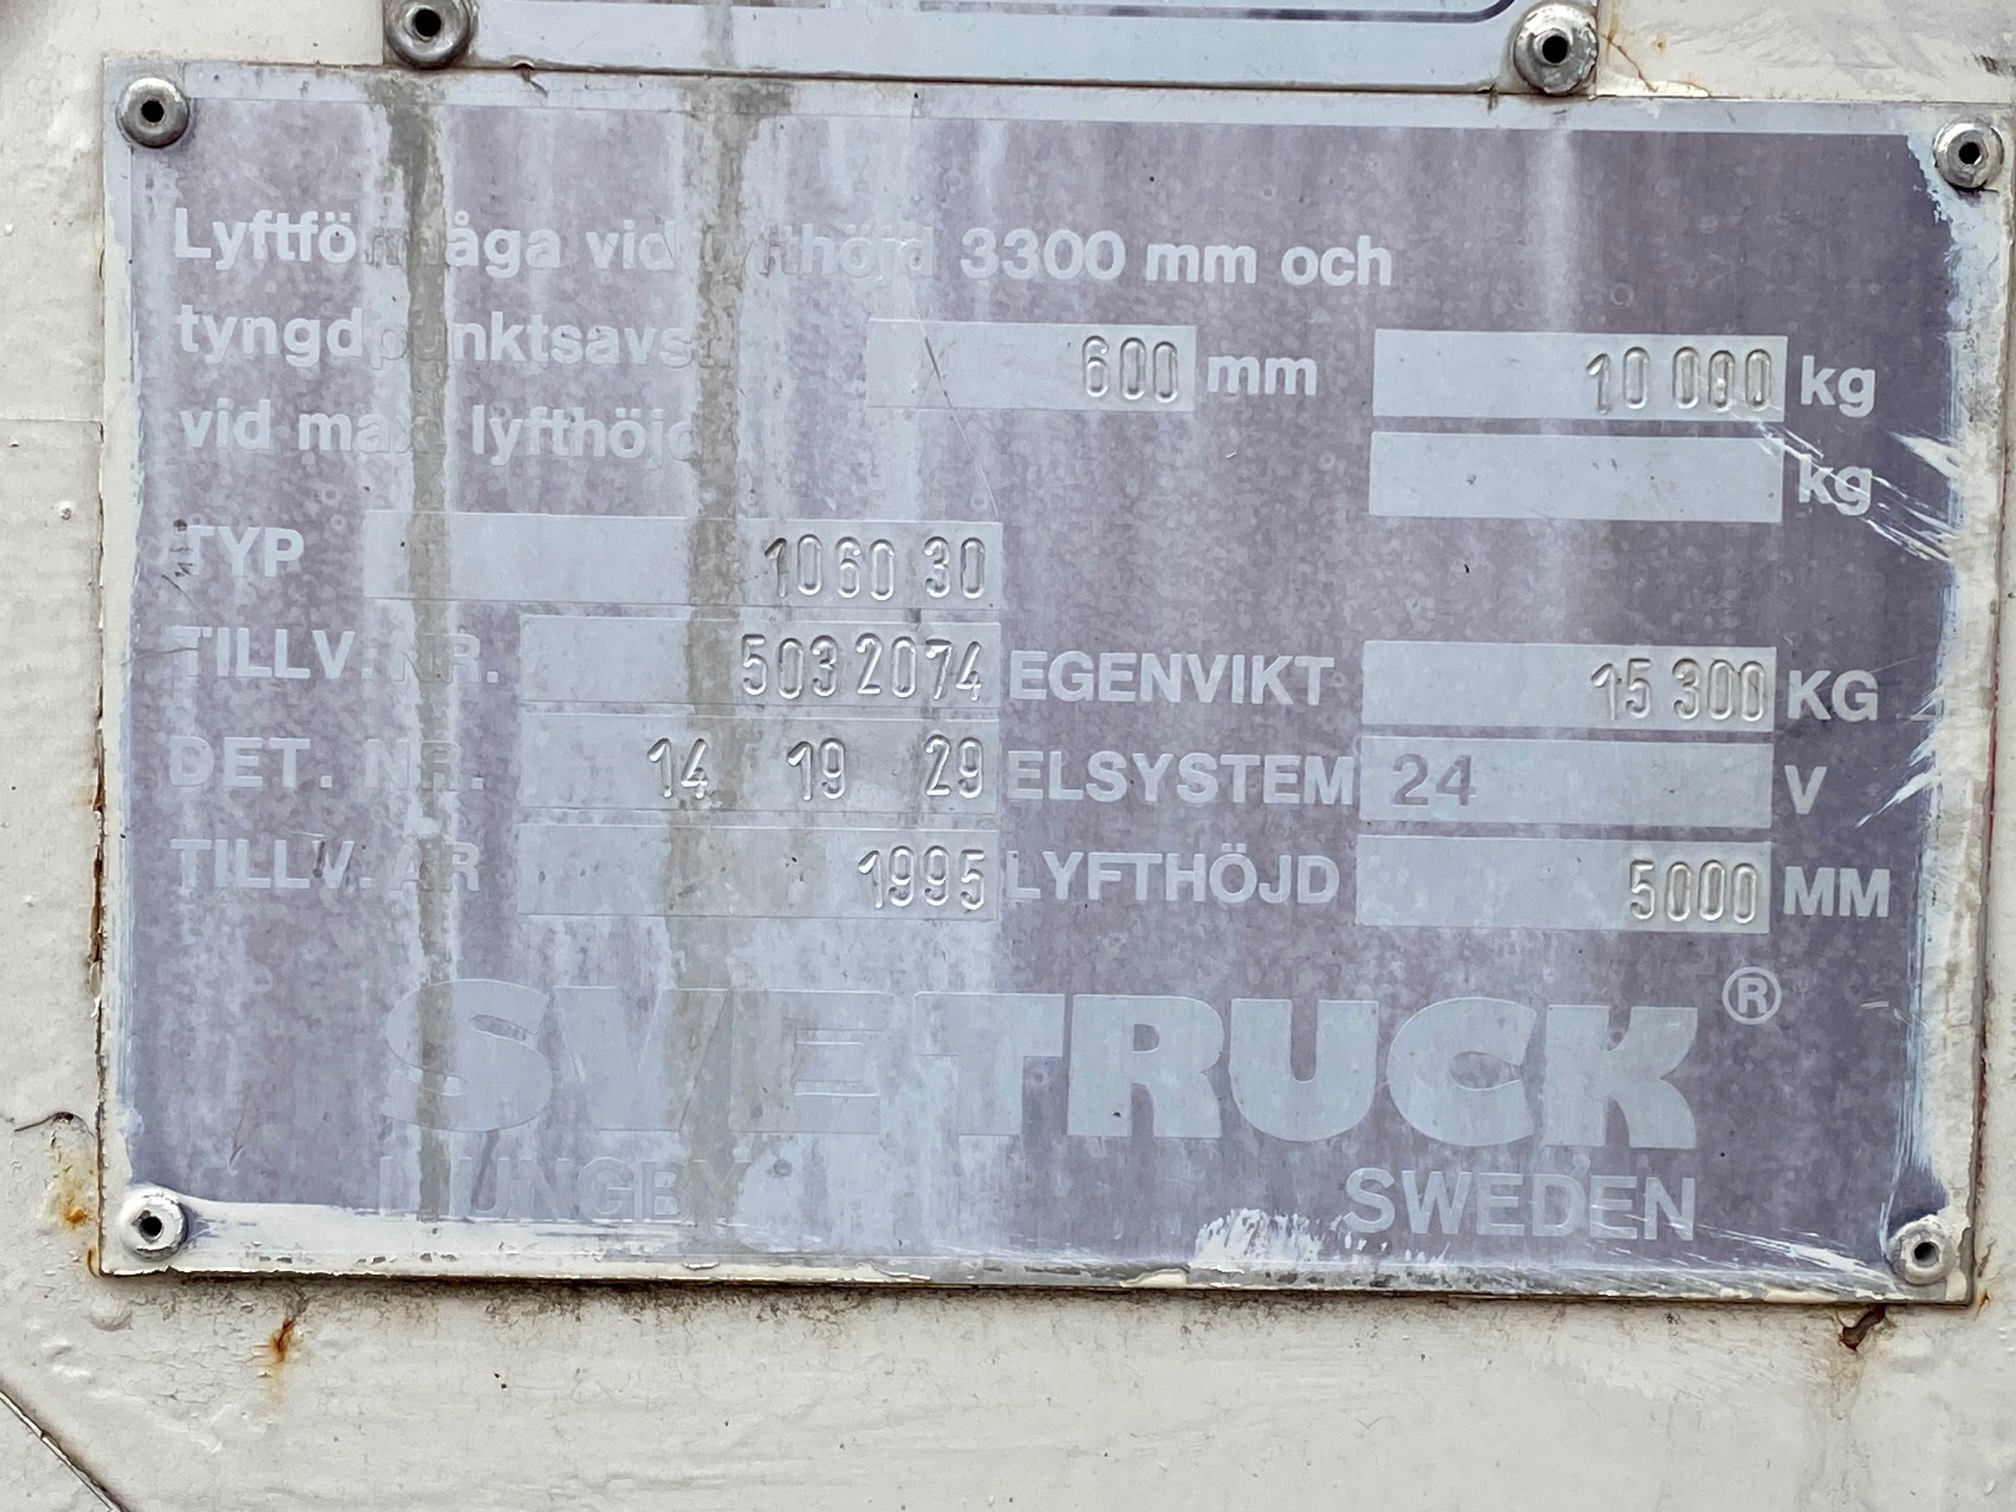 Lyftförmåga vid lyfthöjd 3300 mm och
tyngdpunktsavst 600 mm 10 000 kg
vid max lyfthöjd kg
TYP 1060 30
TILLV. NR. 503 2074 EGENVIKT 15 300 KG
DET. NR. 14 19 29 ELSYSTEM 24 V
TILLV. ÅR 1995 LYFTHÖJD 5000 MM
SVETRUCK®
LJUNGBY SWEDEN